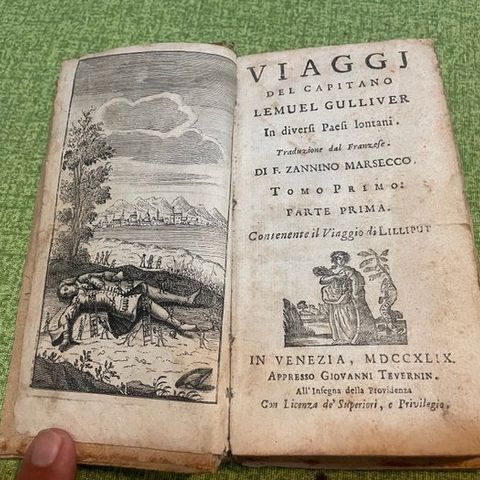 VIAGGJ
DEL CAPITANO
LEMUEL GULLIVER
In diversi Paesi lontani.
Traduzione dal Franzese.
DI F. ZANNINO MARSECCO.
TOMO PRIMO:
PARTE PRIMA.
Contenente il Viaggio di LILLIPUT
IN VENEZIA, MDCCXLIX.
APPRESSO GIOVANNI TEVERNIN.
All' Insegna della Providenza
Con Licenza de' Superiori, e Privilegio.